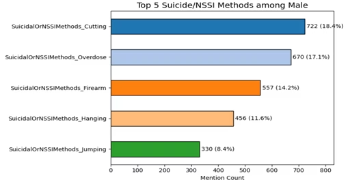 Top 5 Suicide/NSSI Methods among Male
SuicidalOrNSSIMethods_Cutting
722 (18.4%)
SuicidalOrNSSIMethods_Overdose
670 (17.1%)
SuicidalOrNSSIMethods_Firearm
557 (14.2%)
SuicidalOrNSSIMethods_Hanging
456 (11.6%)
SuicidalOrNSSIMethods_Jumping
330 (8.4%)
0 100 200 300 400 500 600 700 800
Mention Count